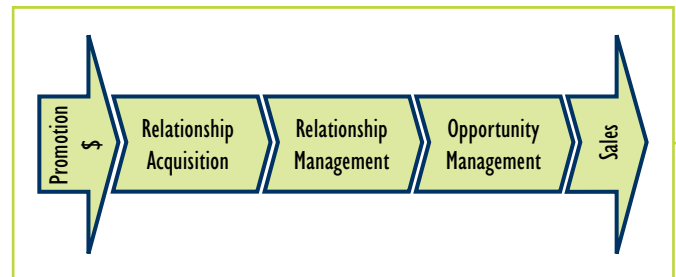 Promotion
$
Relationship
Acquisition
Relationship
Management
Opportunity
Management
Sales